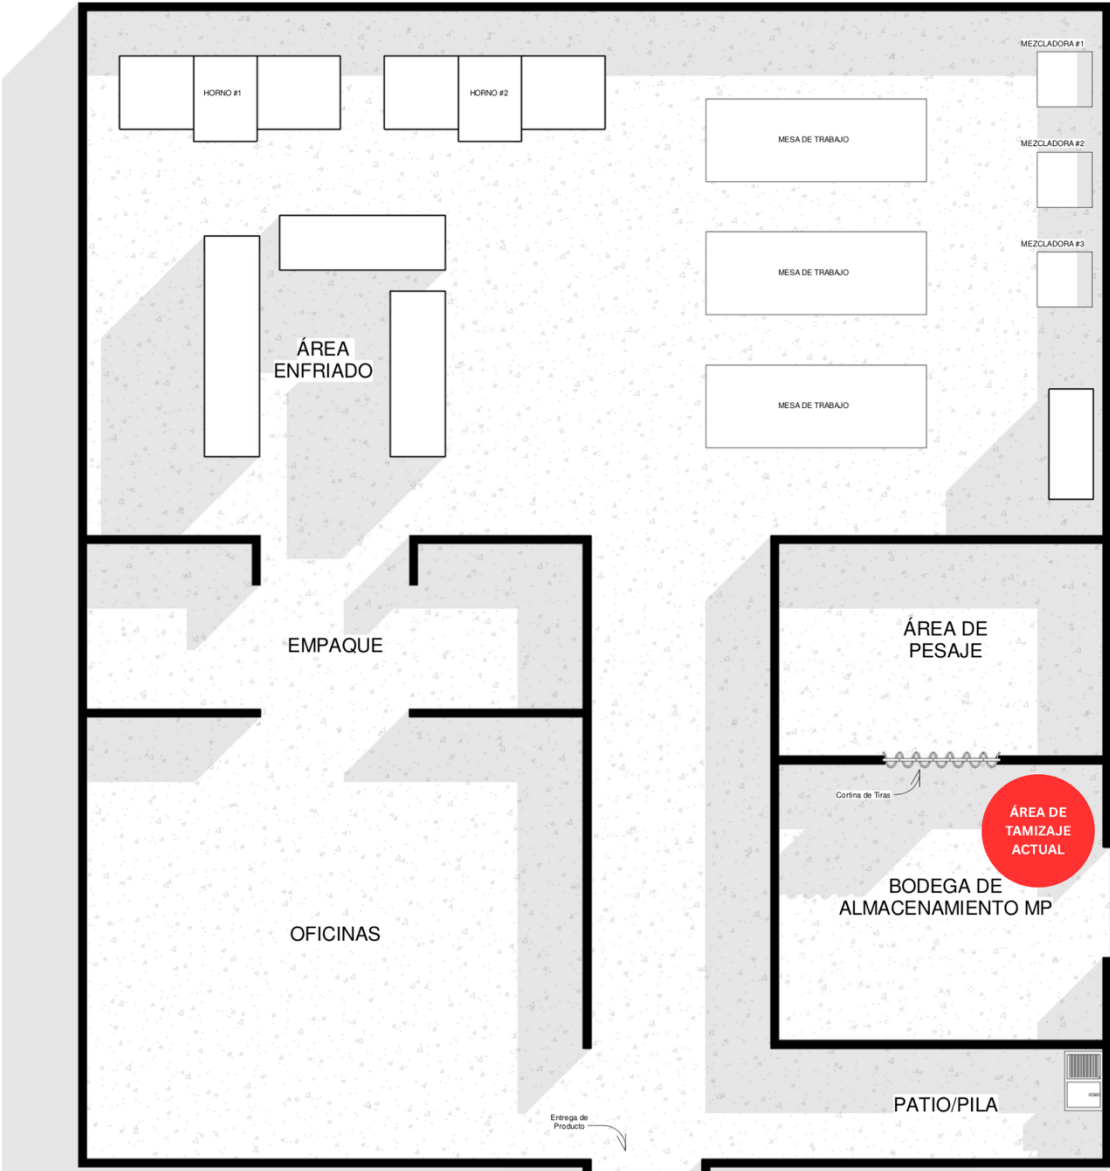 MEZCLADORA #1
HORNO #1
HORNO #2
MESA DE TRABAJO
MEZCLADORA #2
MESA DE TRABAJO
MEZCLADORA #3
ÁREA
ENFRIADO
MESA DE TRABAJO
EMPAQUE
ÁREA DE
PESAJE
Cortina de Tiras
ÁREA DE
TAMIZAJE
ACTUAL
BODEGA DE
ALMACENAMIENTO MP
OFICINAS
PATIO/PILA
Entrega de
Producto